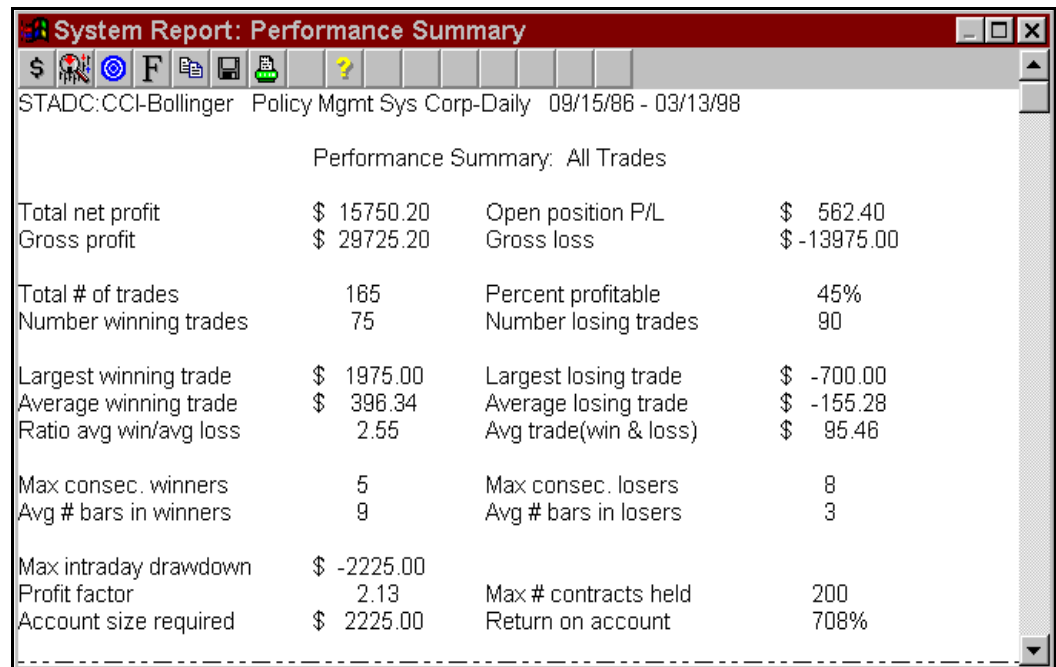 System Report: Performance Summary
$ F ?
STADC:CCI-Bollinger Policy Mgmt Sys Corp-Daily 09/15/86 - 03/13/98
Performance Summary: All Trades
Total net profit $ 15750.20 Open position P/L $ 562.40
Gross profit $ 29725.20 Gross loss $ -13975.00
Total # of trades 165 Percent profitable 45%
Number winning trades 75 Number losing trades 90
Largest winning trade $ 1975.00 Largest losing trade $ -700.00
Average winning trade $ 396.34 Average losing trade $ -155.28
Ratio avg win/avg loss 2.55 Avg trade(win & loss) $ 95.46
Max consec. winners 5 Max consec. losers 8
Avg # bars in winners 9 Avg # bars in losers 3
Max intraday drawdown $ -2225.00
Profit factor 2.13 Max # contracts held 200
Account size required $ 2225.00 Return on account 708%